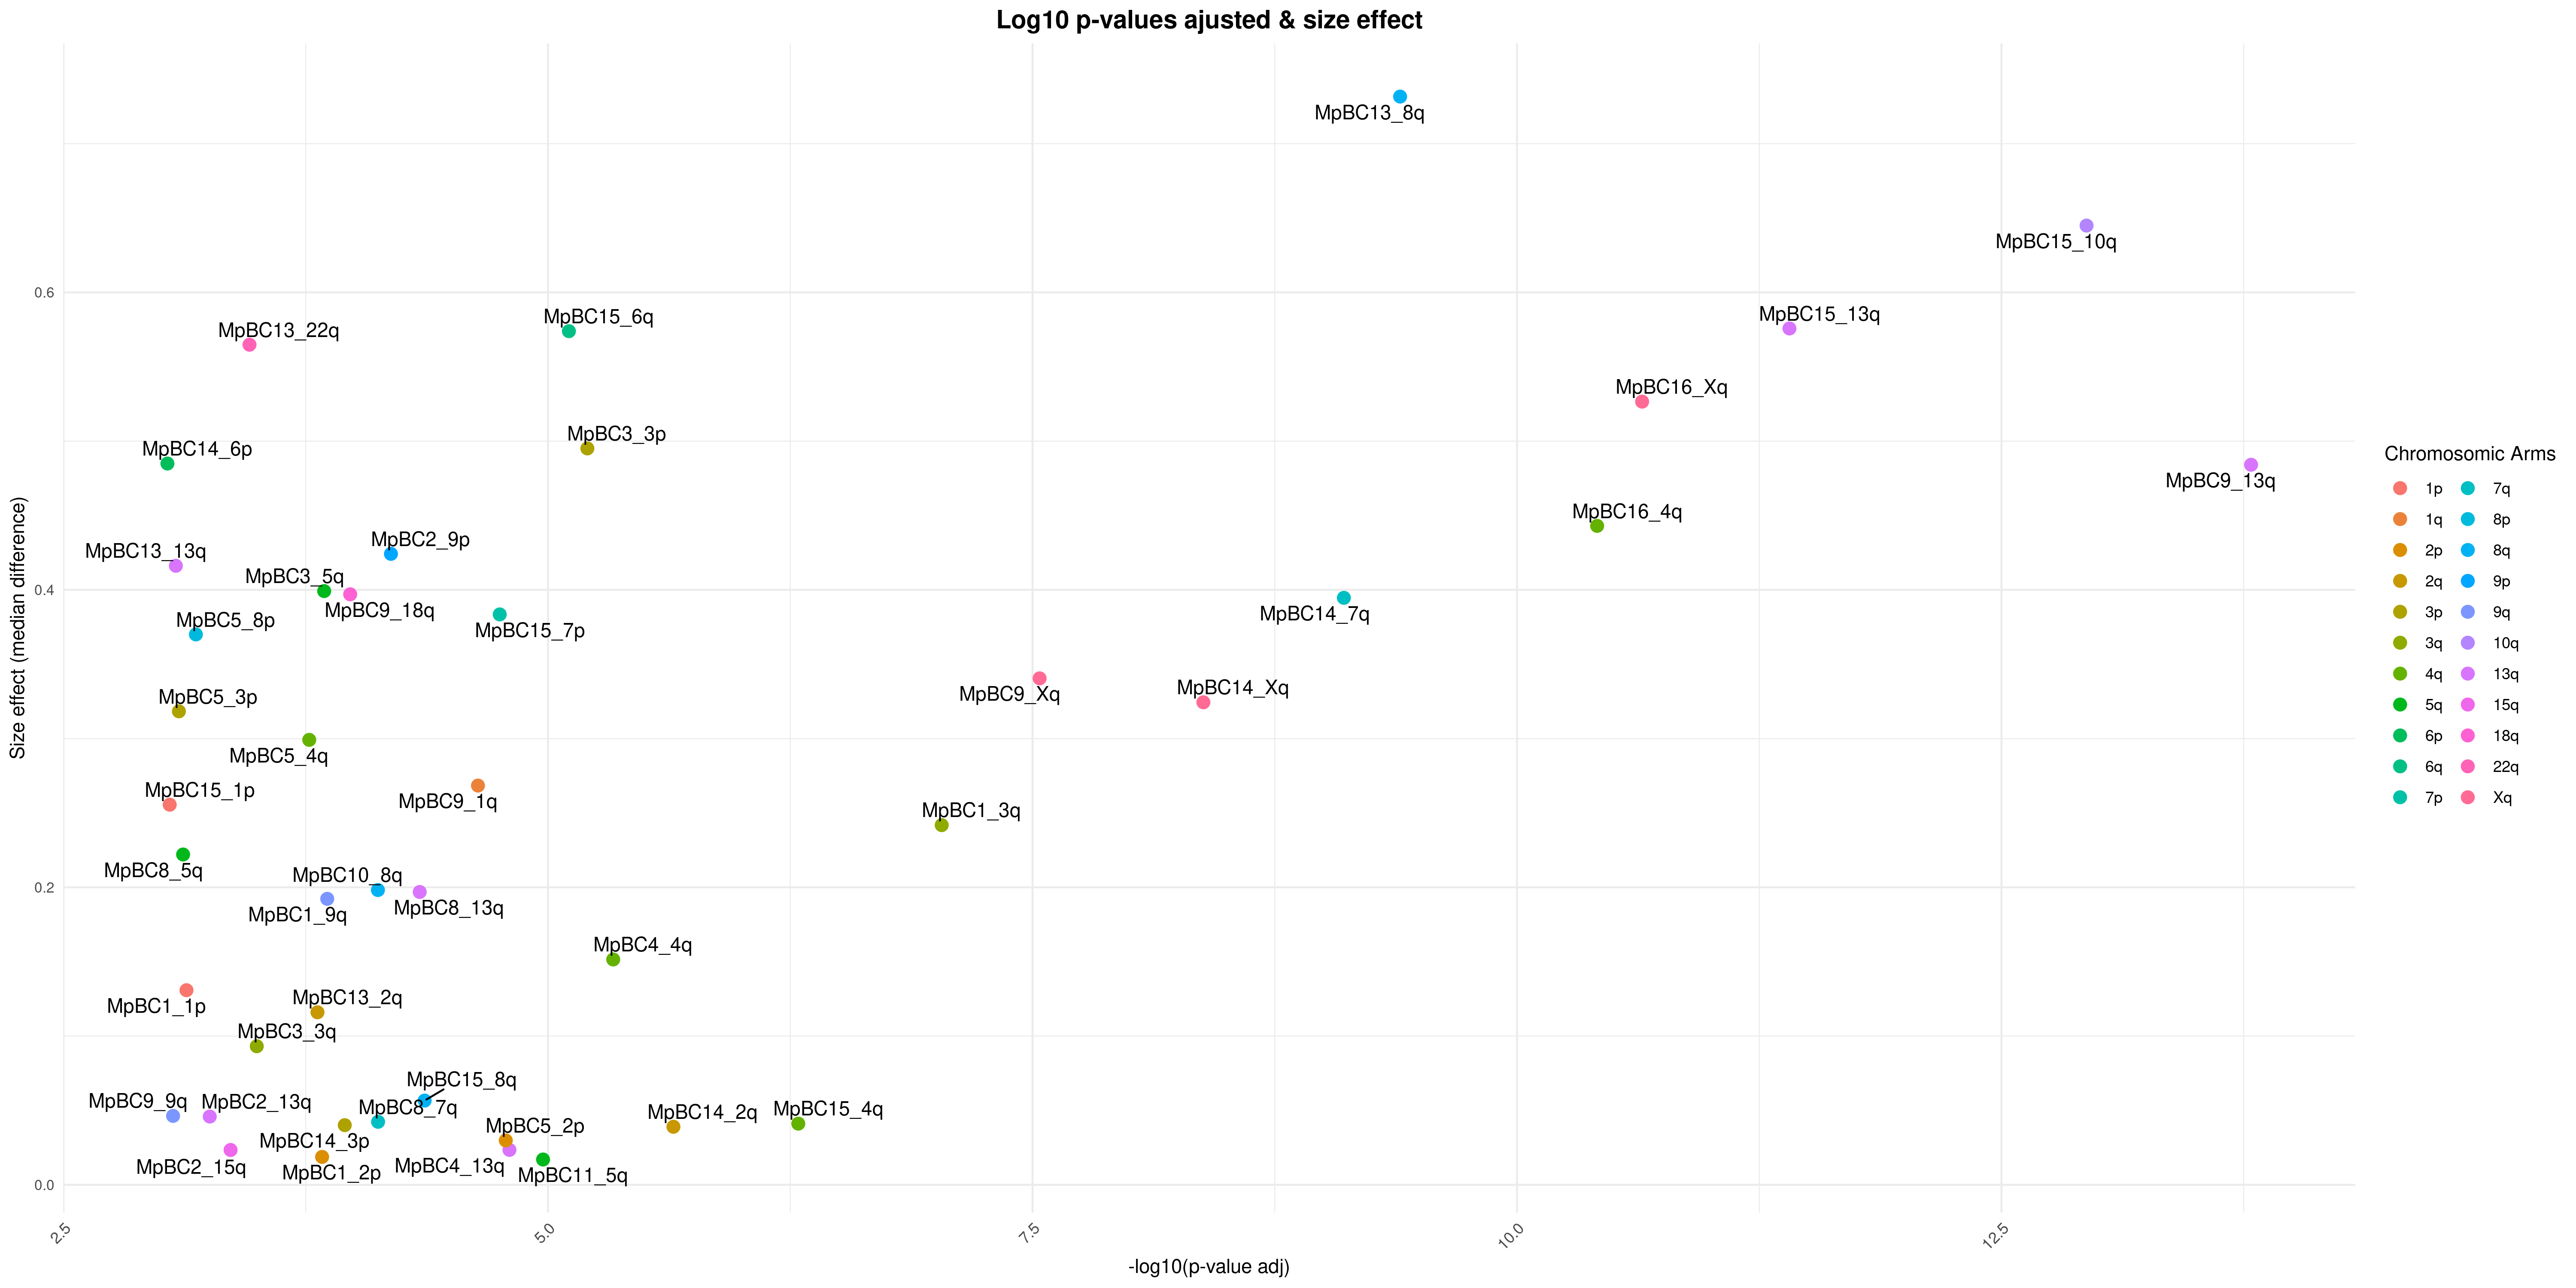 Log10 p-values ajusted & size effect
MpBC13_8q
MpBC15_10q
MpBC15_13q
MpBC15_6q
MpBC13_22q
MpBC16_Xq
MpBC3_3p
MpBC14_6p
MpBC9_13q
MpBC16_4q
MpBC2_9p
MpBC13_13q
MpBC3_5q
MpBC9_18q
MpBC14_7q
MpBC5_8p
MpBC15_7p
MpBC14_Xq
MpBC9_Xq
MpBC5_3p
MpBC5_4q
MpBC15_1p
MpBC9_1q
MpBC1_3q
MpBC8_5q
MpBC10_8q
MpBC8_13q
MpBC1_9q
MpBC4_4q
MpBC13_2q
MpBC1_1p
MpBC3_3q
MpBC15_8q
MpBC9_9q
MpBC2_13q
MpBC8_7q
MpBC14_2q
MpBC15_4q
MpBC5_2p
MpBC14_3p
MpBC2_15q
MpBC1_2p
MpBC4_13q
MpBC11_5q
0.6
0.4
0.2
0.0
Size effect (median difference)
2.5
5.0
7.5
10.0
12.5
-log10(p-value adj)
Chromosomic Arms
1p
1q
2p
2q
3p
3q
4q
5q
6p
6q
7p
7q
8p
8q
9p
9q
10q
13q
15q
18q
22q
Xq